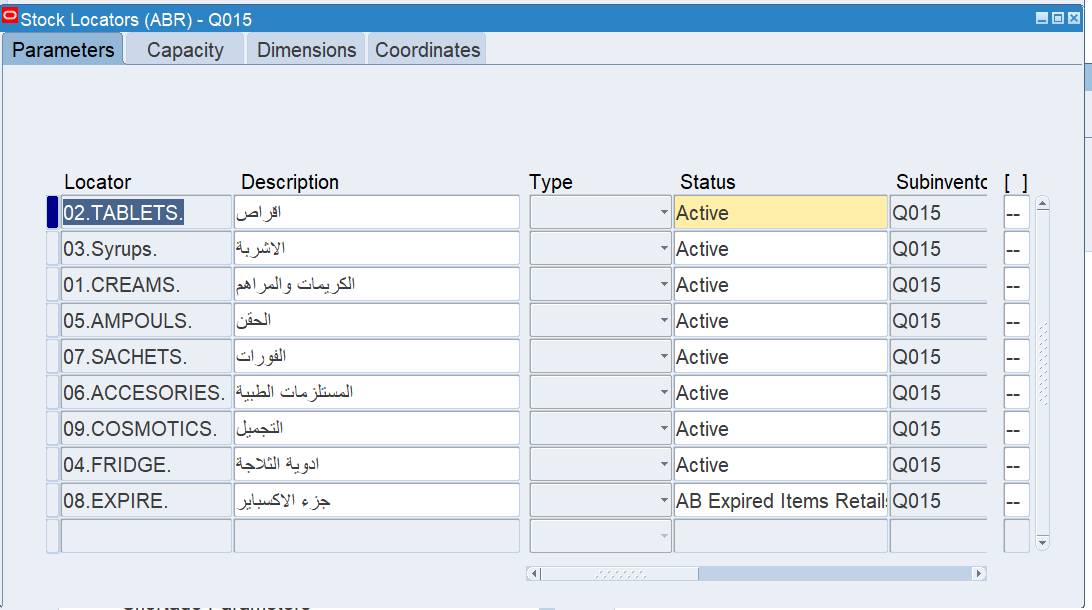 Stock Locators (ABR) - Q015
Parameters Capacity Dimensions Coordinates
Locator Description Type Status Subinvento [ ]
02.TABLETS. اقراص Active Q015 --
03.Syrups. الاشربة Active Q015 --
01.CREAMS. الكريمات والمراهم Active Q015 --
05.AMPOULS. الحقن Active Q015 --
07.SACHETS. الفورات Active Q015 --
06.ACCESORIES. المستلزمات الطبية Active Q015 --
09.COSMOTICS. التجميل Active Q015 --
04.FRIDGE. ادوية الثلاجة Active Q015 --
08.EXPIRE. جزء الاكسباير AB Expired Items Retail Q015 --